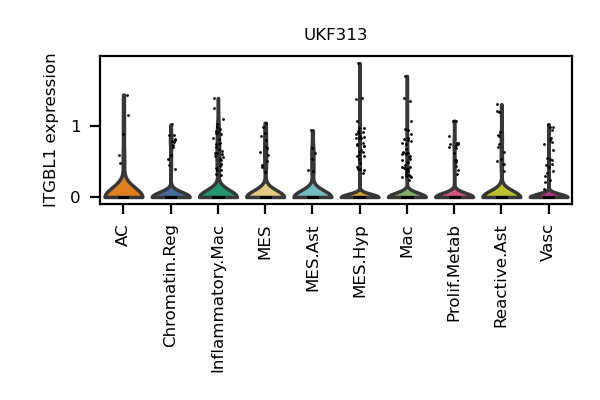 UKF313
ITGBL1 expression
1
0
AC
Chromatin.Reg
Inflammatory.Mac
MES
MES.Ast
MES.Hyp
Mac
Prolif.Metab
Reactive.Ast
Vasc